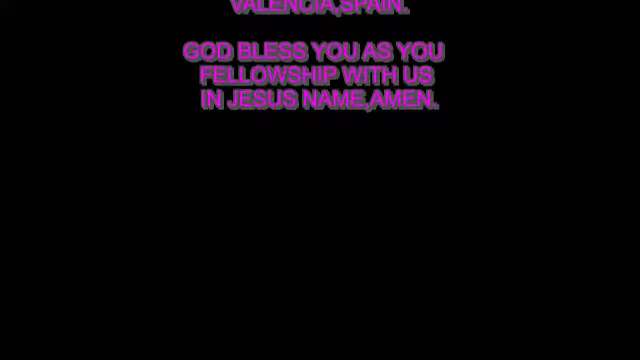 VALENCIA,SPAIN.
GOD BLESS YOU AS YOU
FELLOWSHIP WITH US
IN JESUS NAME,AMEN.